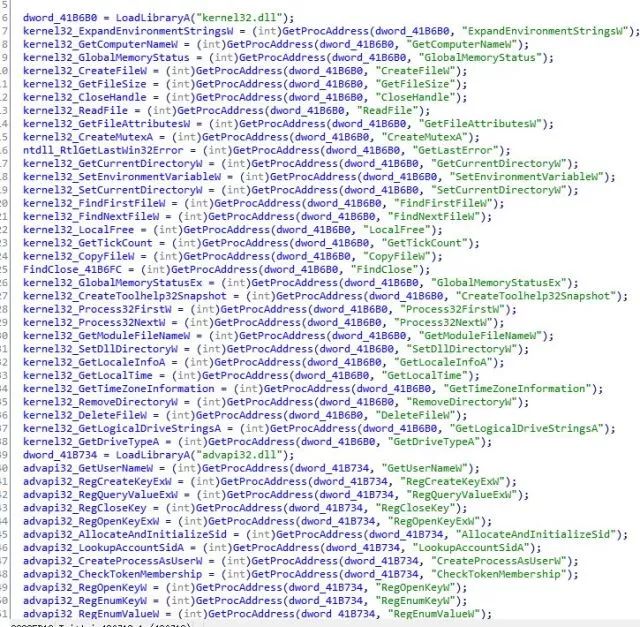 5
6 dword_41B6B0 = LoadLibraryA("kernel32.dll");
7 kernel32_ExpandEnvironmentStringsW = (int)GetProcAddress(dword_41B6B0, "ExpandEnvironmentStringsW");
8 kernel32_GetComputerNameW = (int)GetProcAddress(dword_41B6B0, "GetComputerNameW");
9 kernel32_GlobalMemoryStatus = (int)GetProcAddress(dword_41B6B0, "GlobalMemoryStatus");
10 kernel32_CreateFileW = (int)GetProcAddress(dword_41B6B0, "CreateFileW");
11 kernel32_GetFileSize = (int)GetProcAddress(dword_41B6B0, "GetFileSize");
12 kernel32_CloseHandle = (int)GetProcAddress(dword_41B6B0, "CloseHandle");
13 kernel32_ReadFile = (int)GetProcAddress(dword_41B6B0, "ReadFile");
14 kernel32_GetFileAttributesW = (int)GetProcAddress(dword_41B6B0, "GetFileAttributesW");
15 kernel32_CreateMutexA = (int)GetProcAddress(dword_41B6B0, "CreateMutexA");
16 ntdll_RtlGetLastWin32Error = (int)GetProcAddress(dword_41B6B0, "GetLastError");
17 kernel32_GetCurrentDirectoryW = (int)GetProcAddress(dword_41B6B0, "GetCurrentDirectoryW");
18 kernel32_SetEnvironmentVariableW = (int)GetProcAddress(dword_41B6B0, "SetEnvironmentVariableW");
19 kernel32_SetCurrentDirectoryW = (int)GetProcAddress(dword_41B6B0, "SetCurrentDirectoryW");
20 kernel32_FindFirstFileW = (int)GetProcAddress(dword_41B6B0, "FindFirstFileW");
21 kernel32_FindNextFileW = (int)GetProcAddress(dword_41B6B0, "FindNextFileW");
22 kernel32_LocalFree = (int)GetProcAddress(dword_41B6B0, "LocalFree");
23 kernel32_GetTickCount = (int)GetProcAddress(dword_41B6B0, "GetTickCount");
24 kernel32_CopyFileW = (int)GetProcAddress(dword_41B6B0, "CopyFileW");
25 FindClose_41B6FC = (int)GetProcAddress(dword_41B6B0, "FindClose");
26 kernel32_GlobalMemoryStatusEx = (int)GetProcAddress(dword_41B6B0, "GlobalMemoryStatusEx");
27 kernel32_CreateToolhelp32Snapshot = (int)GetProcAddress(dword_41B6B0, "CreateToolhelp32Snapshot");
28 kernel32_Process32FirstW = (int)GetProcAddress(dword_41B6B0, "Process32FirstW");
29 kernel32_Process32NextW = (int)GetProcAddress(dword_41B6B0, "Process32NextW");
30 kernel32_GetModuleFileNameW = (int)GetProcAddress(dword_41B6B0, "GetModuleFileNameW");
31 kernel32_SetDllDirectoryW = (int)GetProcAddress(dword_41B6B0, "SetDllDirectoryW");
32 kernel32_GetLocaleInfoA = (int)GetProcAddress(dword_41B6B0, "GetLocaleInfoA");
33 kernel32_GetLocalTime = (int)GetProcAddress(dword_41B6B0, "GetLocalTime");
34 kernel32_GetTimeZoneInformation = (int)GetProcAddress(dword_41B6B0, "GetTimeZoneInformation");
35 kernel32_RemoveDirectoryW = (int)GetProcAddress(dword_41B6B0, "RemoveDirectoryW");
36 kernel32_DeleteFileW = (int)GetProcAddress(dword_41B6B0, "DeleteFileW");
37 kernel32_GetLogicalDriveStringsA = (int)GetProcAddress(dword_41B6B0, "GetLogicalDriveStringsA");
38 kernel32_GetDriveTypeA = (int)GetProcAddress(dword_41B6B0, "GetDriveTypeA");
39 dword_41B734 = LoadLibraryA("advapi32.dll");
40 advapi32_GetUserNameW = (int)GetProcAddress(dword_41B734, "GetUserNameW");
41 advapi32_RegCreateKeyExW = (int)GetProcAddress(dword_41B734, "RegCreateKeyExW");
42 advapi32_RegQueryValueExW = (int)GetProcAddress(dword_41B734, "RegQueryValueExW");
43 advapi32_RegCloseKey = (int)GetProcAddress(dword_41B734, "RegCloseKey");
44 advapi32_RegOpenKeyExW = (int)GetProcAddress(dword_41B734, "RegOpenKeyExW");
45 advapi32_AllocateAndInitializeSid = (int)GetProcAddress(dword_41B734, "AllocateAndInitializeSid");
46 advapi32_LookupAccountSidA = (int)GetProcAddress(dword_41B734, "LookupAccountSidA");
47 advapi32_CreateProcessAsUserW = (int)GetProcAddress(dword_41B734, "CreateProcessAsUserW");
48 advapi32_CheckTokenMembership = (int)GetProcAddress(dword_41B734, "CheckTokenMembership");
49 advapi32_RegOpenKeyW = (int)GetProcAddress(dword_41B734, "RegOpenKeyW");
50 advapi32_RegEnumKeyW = (int)GetProcAddress(dword_41B734, "RegEnumKeyW");
51 advapi32_RegEnumValueW = (int)GetProcAddress(dword_41B734, "RegEnumValueW");